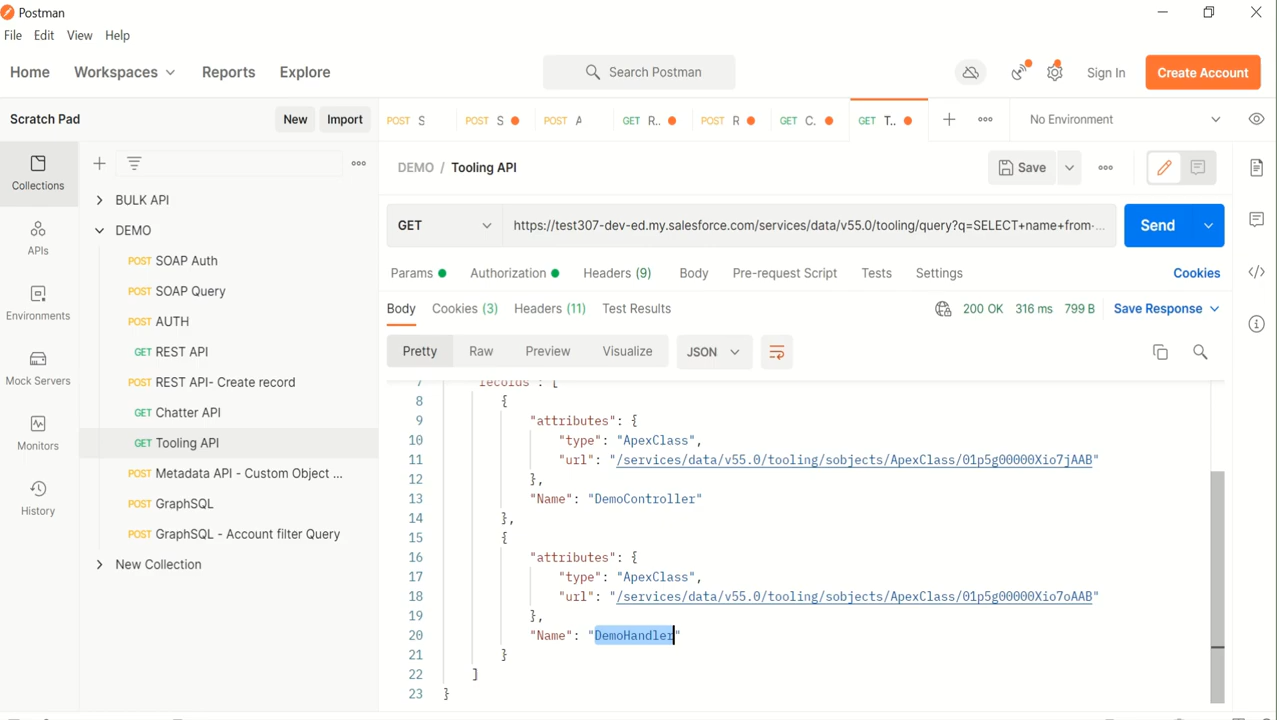 Postman
File Edit View Help
Home Workspaces Reports Explore Search Postman Sign In Create Account
Scratch Pad New Import
POST S POST S POST A GET R.. POST R GET C. GET T.. No Environment
Collections
APIs
Environments
Mock Servers
Monitors
History
BULK API
DEMO
POST SOAP Auth
POST SOAP Query
POST AUTH
GET REST API
POST REST API- Create record
GET Chatter API
GET Tooling API
POST Metadata API - Custom Object ...
POST GraphSQL
POST GraphSQL - Account filter Query
New Collection
DEMO / Tooling API Save
GET https://test307-dev-ed.my.salesforce.com/services/data/v55.0/tooling/query?q=SELECT+name+from-... Send
Params Authorization Headers (9) Body Pre-request Script Tests Settings Cookies
Body Cookies (3) Headers (11) Test Results 200 OK 316 ms 799 B Save Response
Pretty Raw Preview Visualize JSON
7 "records": [
8 {
9 "attributes": {
10 "type": "ApexClass",
11 "url": "/services/data/v55.0/tooling/sobjects/ApexClass/01p5g00000Xio7jAAB"
12 },
13 "Name": "DemoController"
14 },
15 {
16 "attributes": {
17 "type": "ApexClass",
18 "url": "/services/data/v55.0/tooling/sobjects/ApexClass/01p5g00000Xio7oAAB"
19 },
20 "Name": "DemoHandler"
21 }
22 ]
23 }